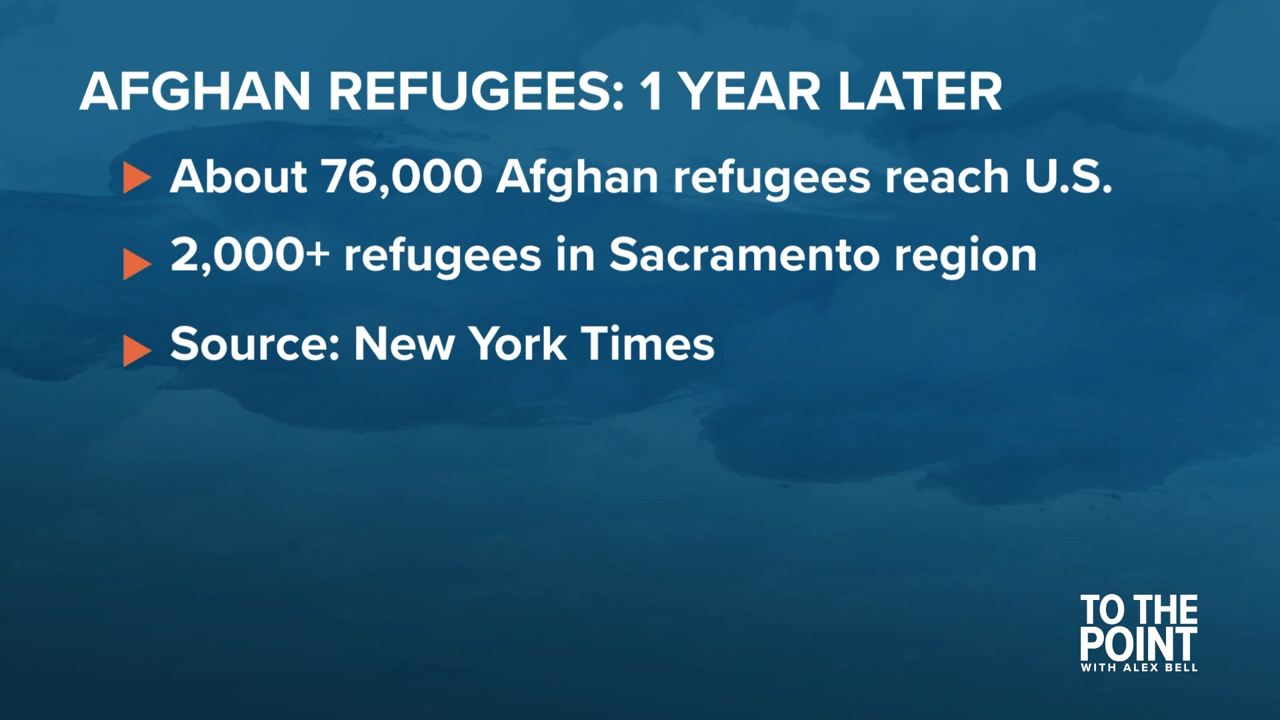 AFGHAN REFUGEES: 1 YEAR LATER
About 76,000 Afghan refugees reach U.S.
2,000+ refugees in Sacramento region
Source: New York Times
TO THE
POINT
WITH ALEX BELL